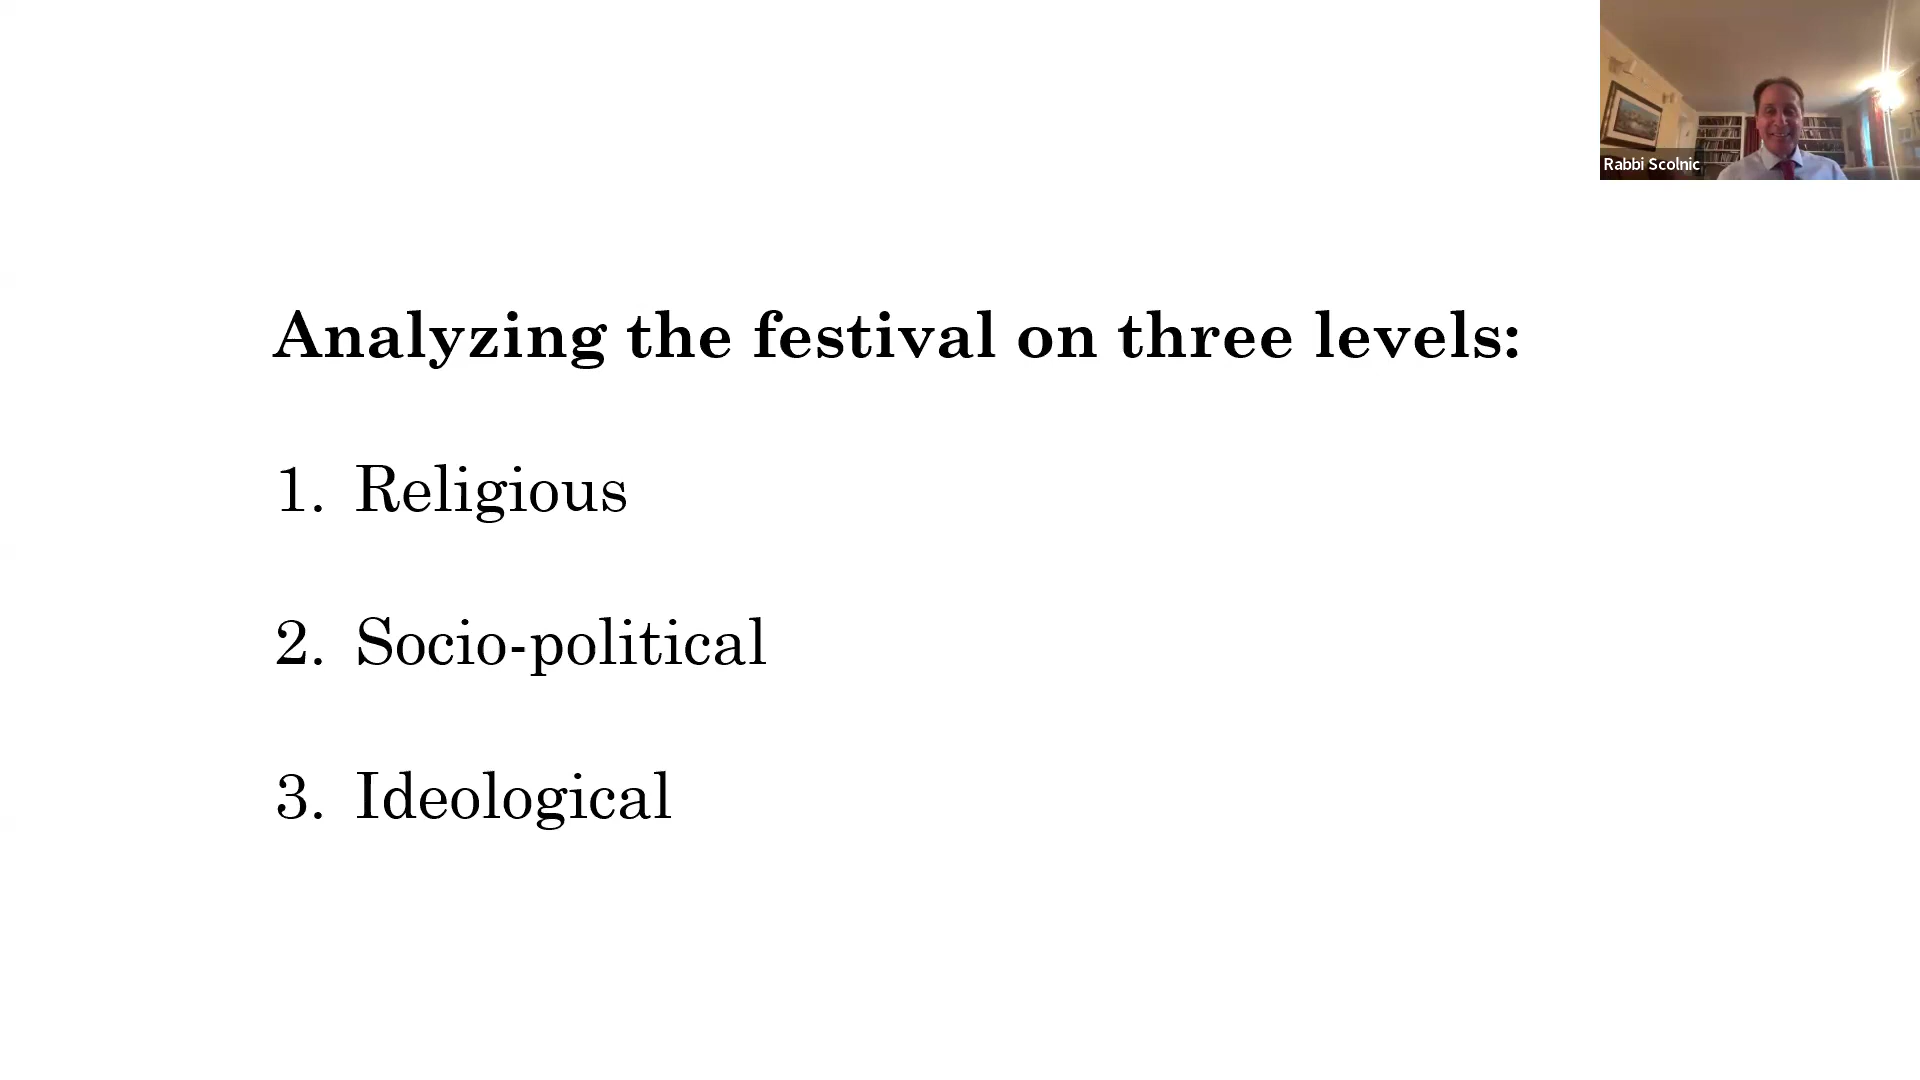 Rabbi Scolnic
Analyzing the festival on three levels:
1. Religious
2. Socio-political
3. Ideological